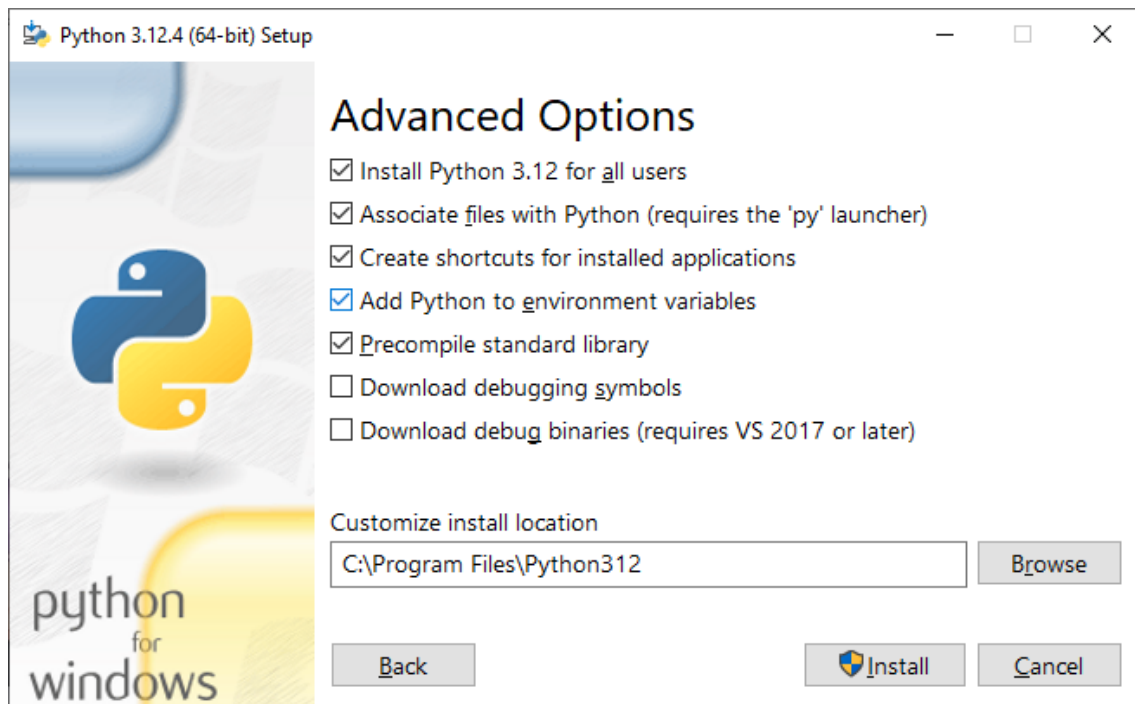 Python 3.12.4 (64-bit) Setup
Advanced Options
Install Python 3.12 for all users
Associate files with Python (requires the 'py' launcher)
Create shortcuts for installed applications
Add Python to environment variables
Precompile standard library
Download debugging symbols
Download debug binaries (requires VS 2017 or later)
Customize install location
C:\Program Files\Python312
Browse
python
for
windows
Back
Install
Cancel